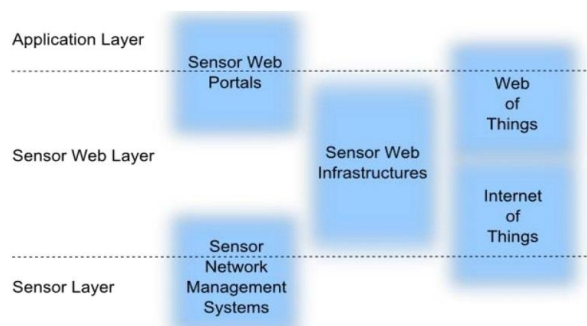 Application Layer
Sensor Web
Portals
Web
of
Things
Sensor Web Layer
Sensor Web
Infrastructures
Internet
of
Things
Sensor
Network
Management
Systems
Sensor Layer